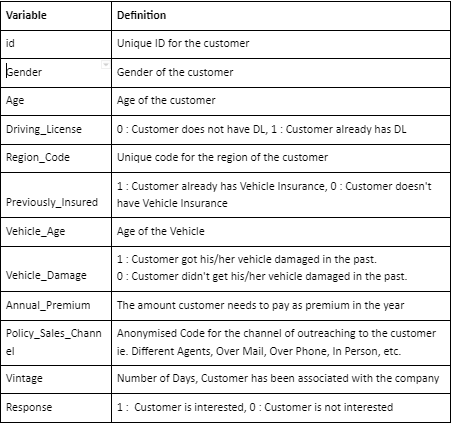 Variable Definition
id Unique ID for the customer
Gender Gender of the customer
Age Age of the customer
Driving_License 0 : Customer does not have DL, 1 : Customer already has DL
Region_Code Unique code for the region of the customer
Previously_Insured 1 : Customer already has Vehicle Insurance, 0 : Customer doesn't
have Vehicle Insurance
Vehicle_Age Age of the Vehicle
Vehicle_Damage 1 : Customer got his/her vehicle damaged in the past.
0 : Customer didn't get his/her vehicle damaged in the past.
Annual_Premium The amount customer needs to pay as premium in the year
Policy_Sales_Chann Anonymised Code for the channel of outreaching to the customer
el ie. Different Agents, Over Mail, Over Phone, In Person, etc.
Vintage Number of Days, Customer has been associated with the company
Response 1 : Customer is interested, 0 : Customer is not interested